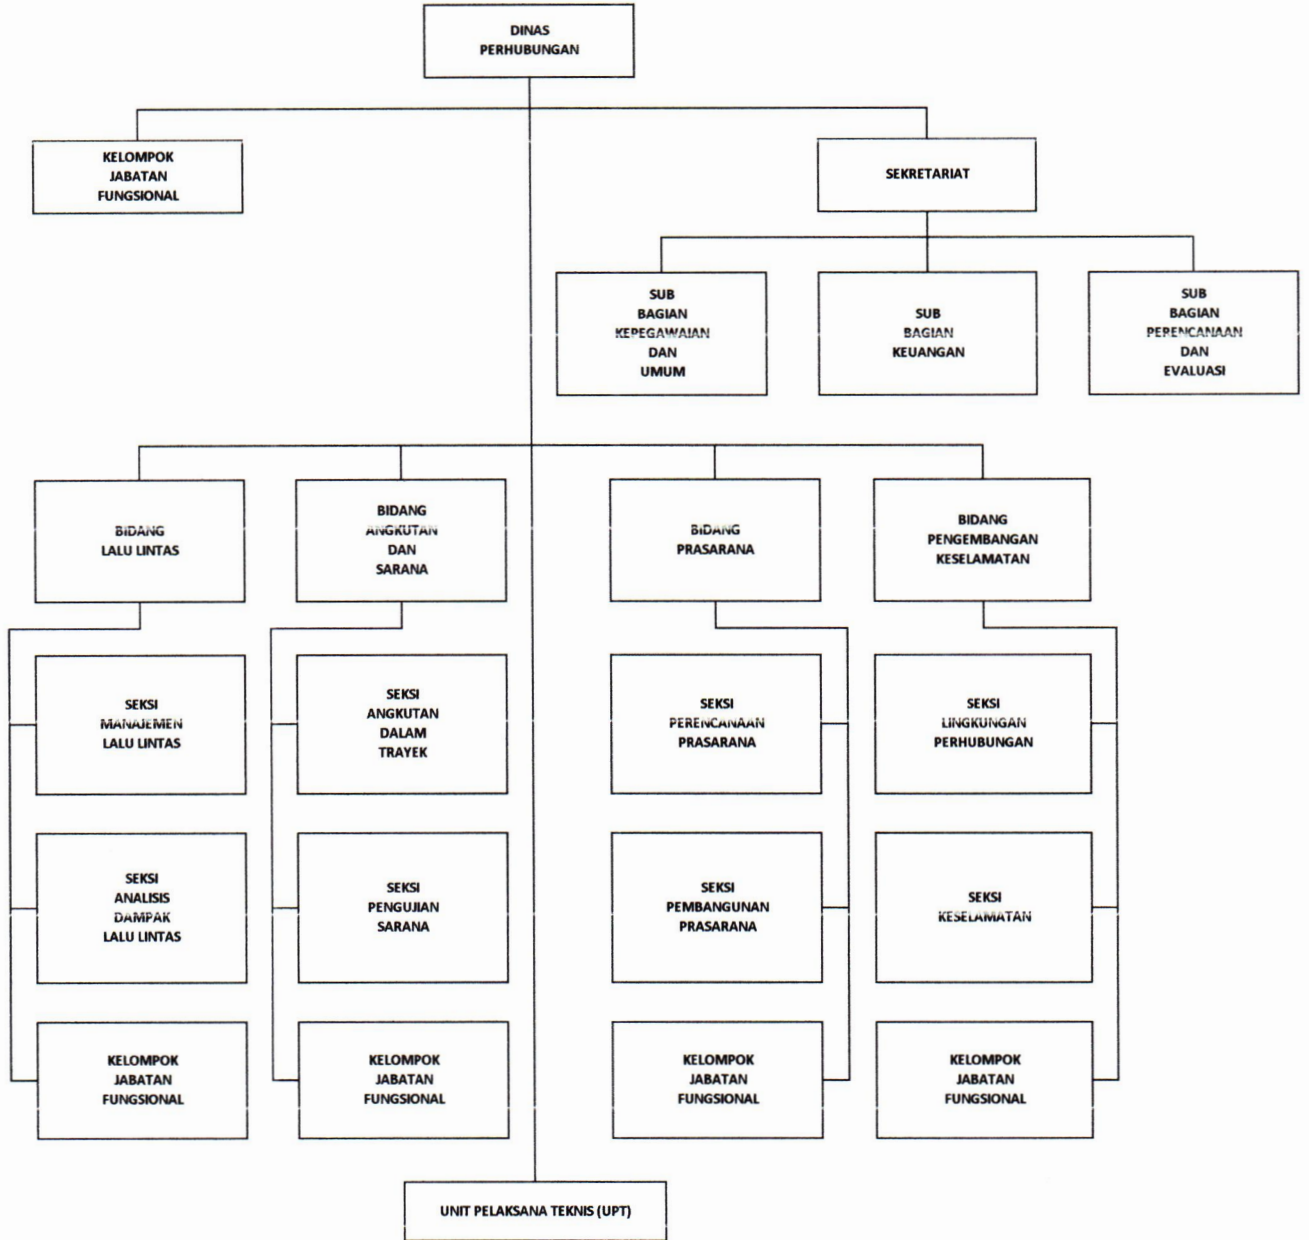 DINAS
PERHUBUNGAN
KELOMPOK
JABATAN
FUNGSIONAL
SEKRETARIAT
SUB
BAGIAN
KEPEGAWAIAN
DAN
UMUM
SUB
BAGIAN
KEUANGAN
SUB
BAGIAN
PERENCANAAN
DAN
EVALUASI
BIDANG
LALU LINTAS
BIDANG
ANGKUTAN
DAN
SARANA
BIDANG
PRASARANA
BIDANG
PENGEMBANGAN
KESELAMATAN
SEKSI
MANAJEMEN
LALU LINTAS
SEKSI
ANGKUTAN
DALAM
TRAYEK
SEKSI
PERENCANAAN
PRASARANA
SEKSI
LINGKUNGAN
PERHUBUNGAN
SEKSI
ANALISIS
DAMPAK
LALU LINTAS
SEKSI
PENGUJIAN
SARANA
SEKSI
PEMBANGUNAN
PRASARANA
SEKSI
KESELAMATAN
KELOMPOK
JABATAN
FUNGSIONAL
KELOMPOK
JABATAN
FUNGSIONAL
KELOMPOK
JABATAN
FUNGSIONAL
KELOMPOK
JABATAN
FUNGSIONAL
UNIT PELAKSANA TEKNIS (UPT)